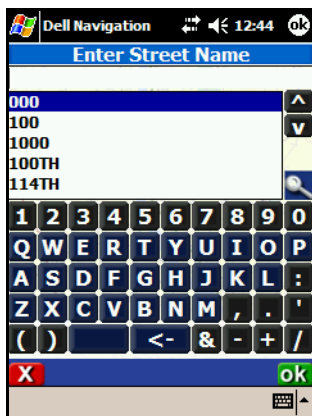 Dell Navigation 12:44 ok
Enter Street Name
000
100
1000
100TH
114TH
1 2 3 4 5 6 7 8 9 0
Q W E R T Y U I O P
A S D F G H J K L :
Z X C V B N M , . '
( ) <- & - + /
X ok